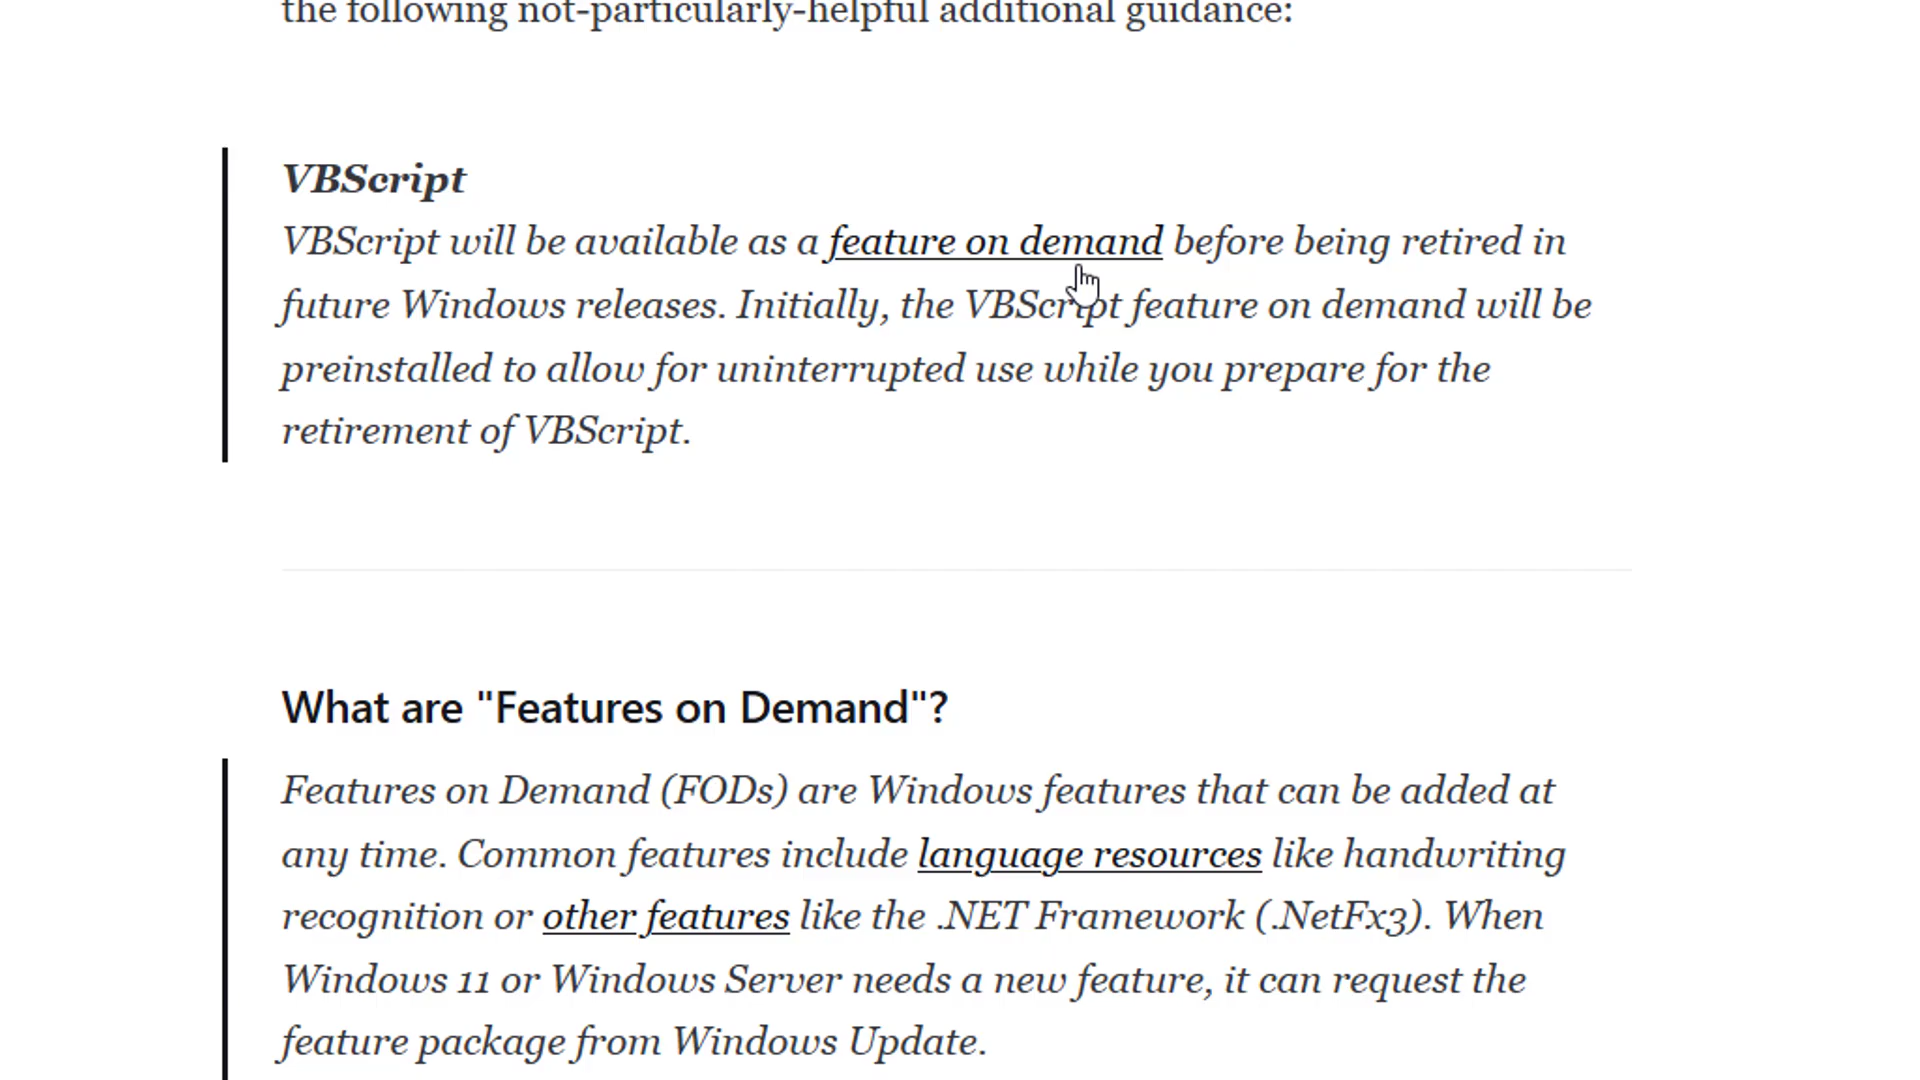 the following not-particularly-helpful additional guidance:
VBScript
VBScript will be available as a feature on demand before being retired in
future Windows releases. Initially, the VBScript feature on demand will be
preinstalled to allow for uninterrupted use while you prepare for the
retirement of VBScript.
What are "Features on Demand"?
Features on Demand (FODs) are Windows features that can be added at
any time. Common features include language resources like handwriting
recognition or other features like the .NET Framework (.NetFx3). When
Windows 11 or Windows Server needs a new feature, it can request the
feature package from Windows Update.